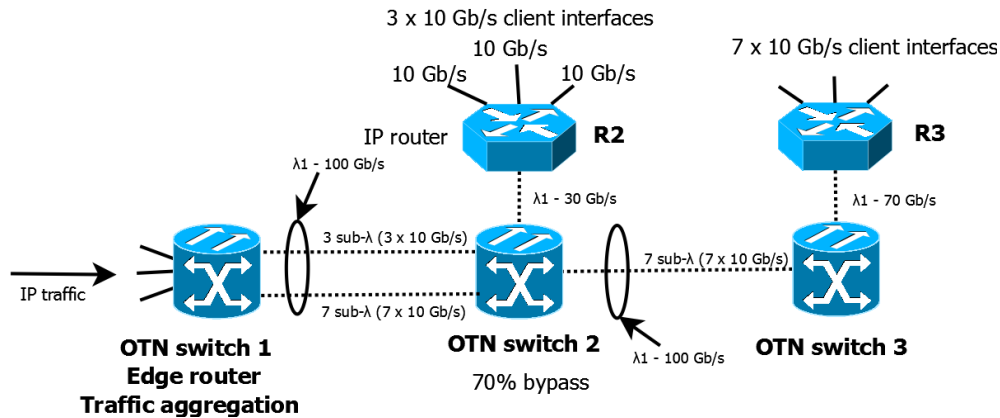 3 x 10 Gb/s client interfaces
10 Gb/s
10 Gb/s
10 Gb/s
7 x 10 Gb/s client interfaces
IP router
R2
R3
λ1 - 100 Gb/s
λ1 - 30 Gb/s
λ1 - 70 Gb/s
3 sub-λ (3 x 10 Gb/s)
7 sub-λ (7 x 10 Gb/s)
IP traffic
7 sub-λ (7 x 10 Gb/s)
OTN switch 1
Edge router
Traffic aggregation
OTN switch 2
70% bypass
λ1 - 100 Gb/s
OTN switch 3